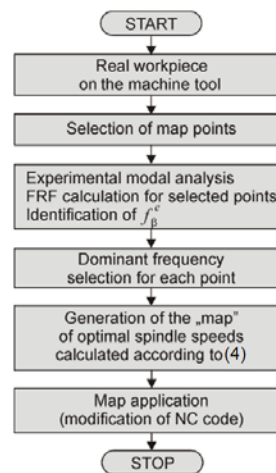 START
Real workpiece
on the machine tool
Selection of map points
Experimental modal analysis
FRF calculation for selected points
Identification of f_β^e
Dominant frequency
selection for each point
Generation of the „map”
of optimal spindle speeds
calculated according to (4)
Map application
(modification of NC code)
STOP